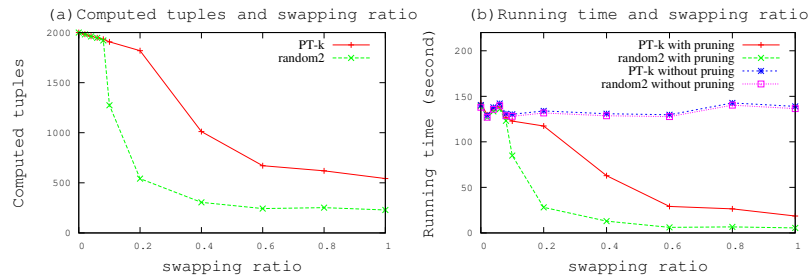 (a)Computed tuples and swapping ratio
PT-k
random2
2000
1500
1000
500
0
0
0.2
0.4
0.6
0.8
1
Computed tuples
swapping ratio
(b)Running time and swapping ratio
PT-k with pruning
random2 with pruning
PT-k without pruning
random2 without pruning
200
150
100
50
0
0
0.2
0.4
0.6
0.8
1
Running time (second)
swapping ratio